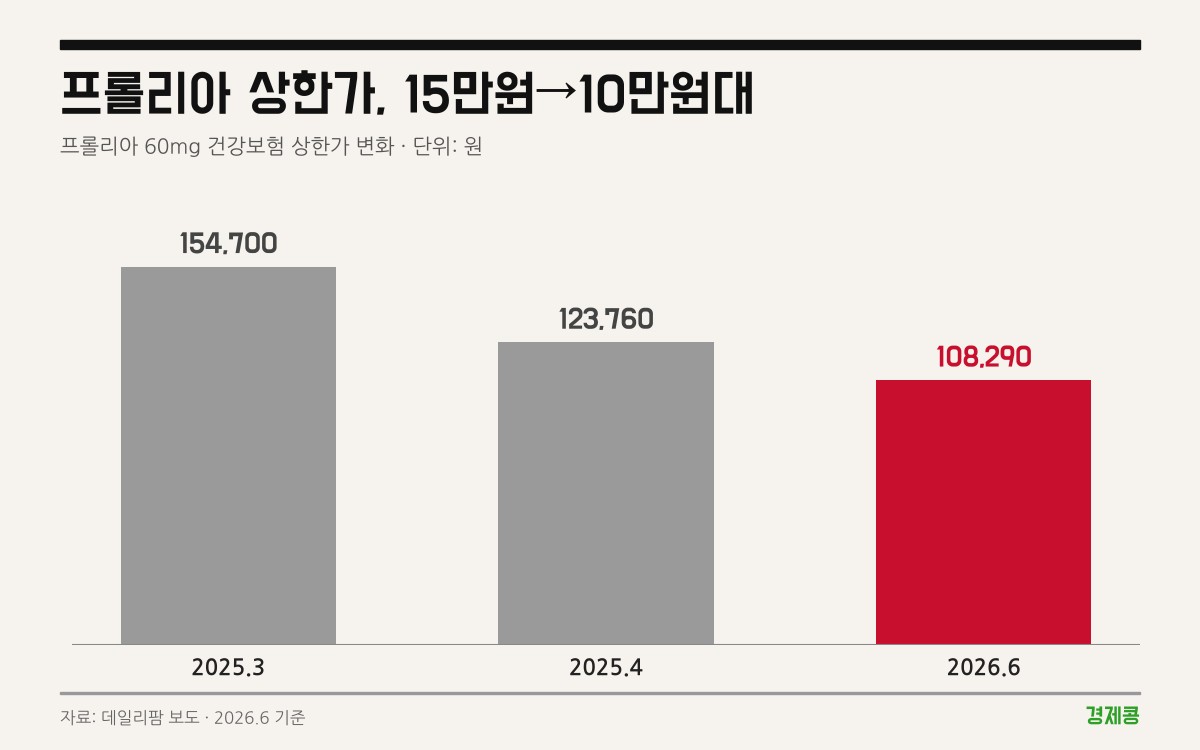 프롤리아 상한가, 15만원→10만원대
프롤리아 60mg 건강보험 상한가 변화 · 단위: 원
154,700
123,760
108,290
2025.3
2025.4
2026.6
자료: 데일리팜 보도 · 2026.6 기준
경제콩